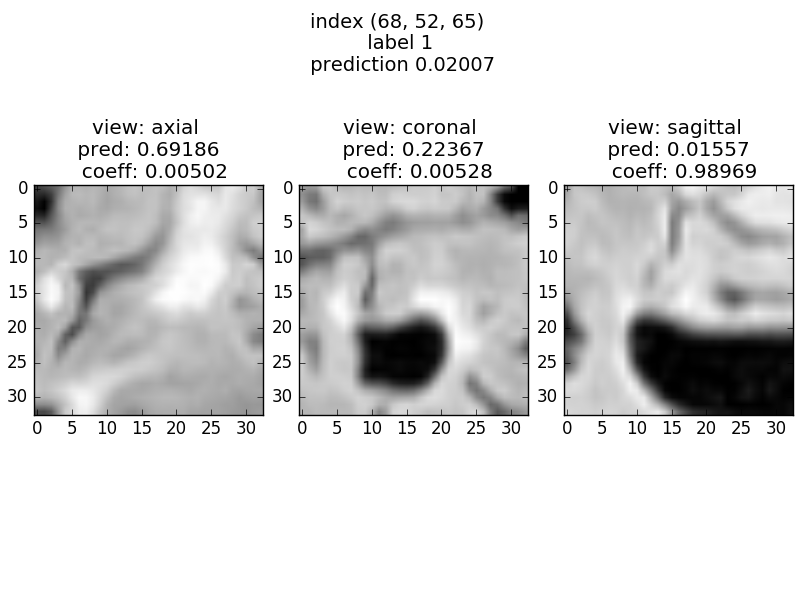 index (68, 52, 65)
label 1
prediction 0.02007
view: axial
pred: 0.69186
coeff: 0.00502
view: coronal
pred: 0.22367
coeff: 0.00528
view: sagittal
pred: 0.01557
coeff: 0.98969
0
5
10
15
20
25
30
0 5 10 15 20 25 30
0
5
10
15
20
25
30
0 5 10 15 20 25 30
0
5
10
15
20
25
30
0 5 10 15 20 25 30